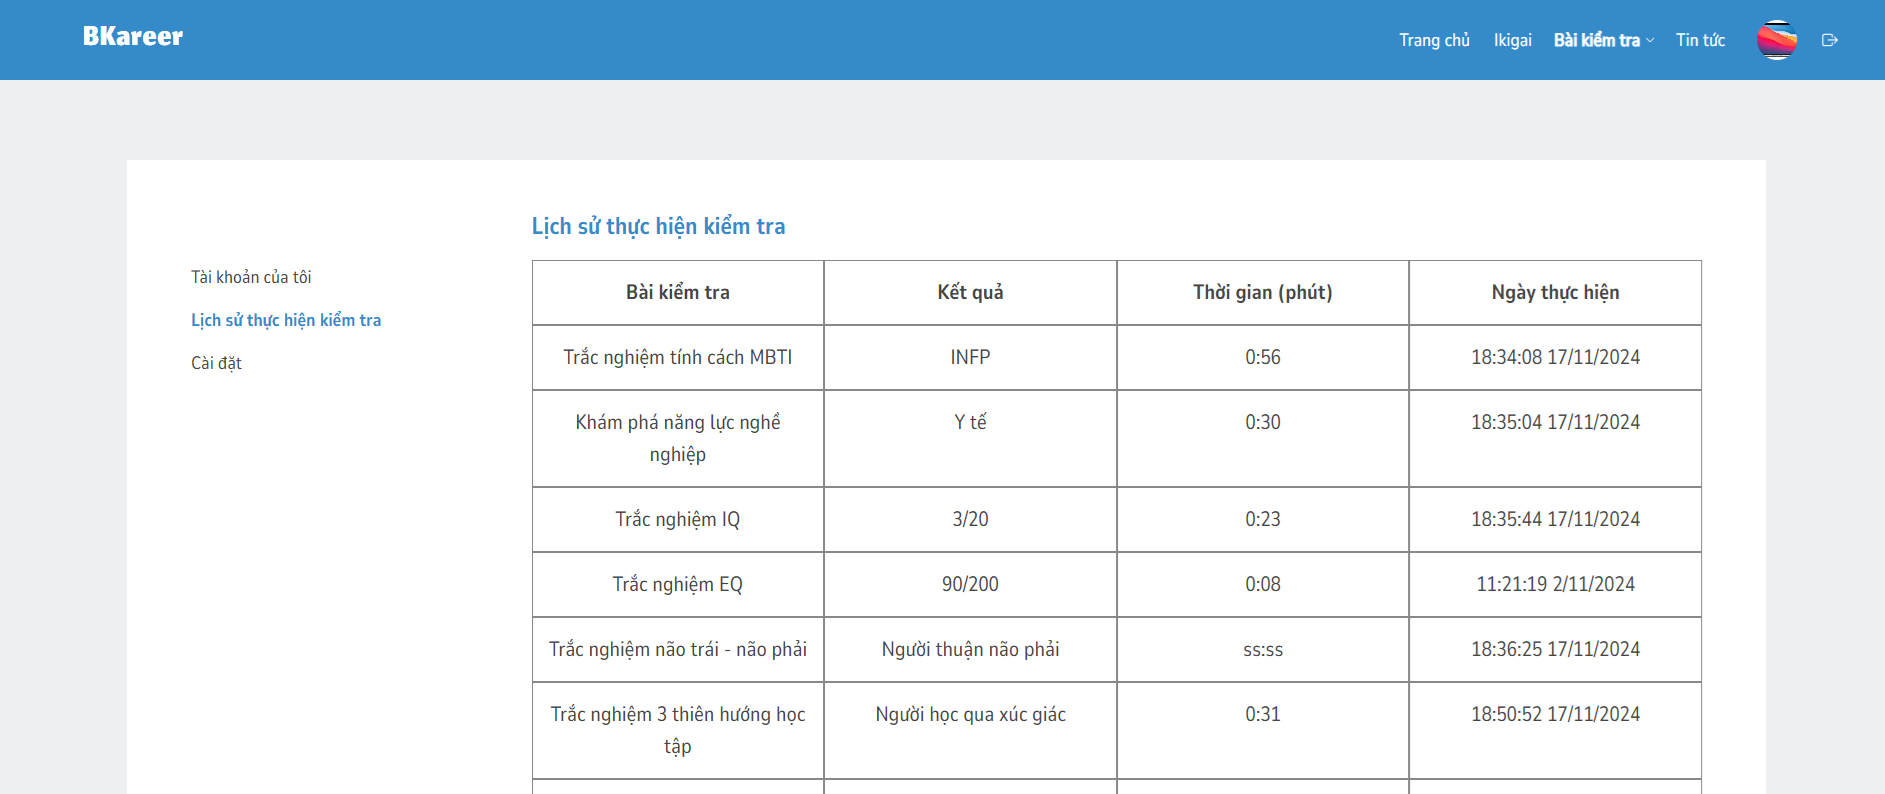 BKareer
Trang chủ Ikigai Bài kiểm tra Tin tức
Lịch sử thực hiện kiểm tra
Tài khoản của tôi
Lịch sử thực hiện kiểm tra
Cài đặt
Bài kiểm tra Kết quả Thời gian (phút) Ngày thực hiện
Trắc nghiệm tính cách MBTI INFP 0:56 18:34:08 17/11/2024
Khám phá năng lực nghề Y tế 0:30 18:35:04 17/11/2024
nghiệp
Trắc nghiệm IQ 3/20 0:23 18:35:44 17/11/2024
Trắc nghiệm EQ 90/200 0:08 11:21:19 2/11/2024
Trắc nghiệm não trái - não phải Người thuận não phải ss:ss 18:36:25 17/11/2024
Trắc nghiệm 3 thiên hướng học Người học qua xúc giác 0:31 18:50:52 17/11/2024
tập